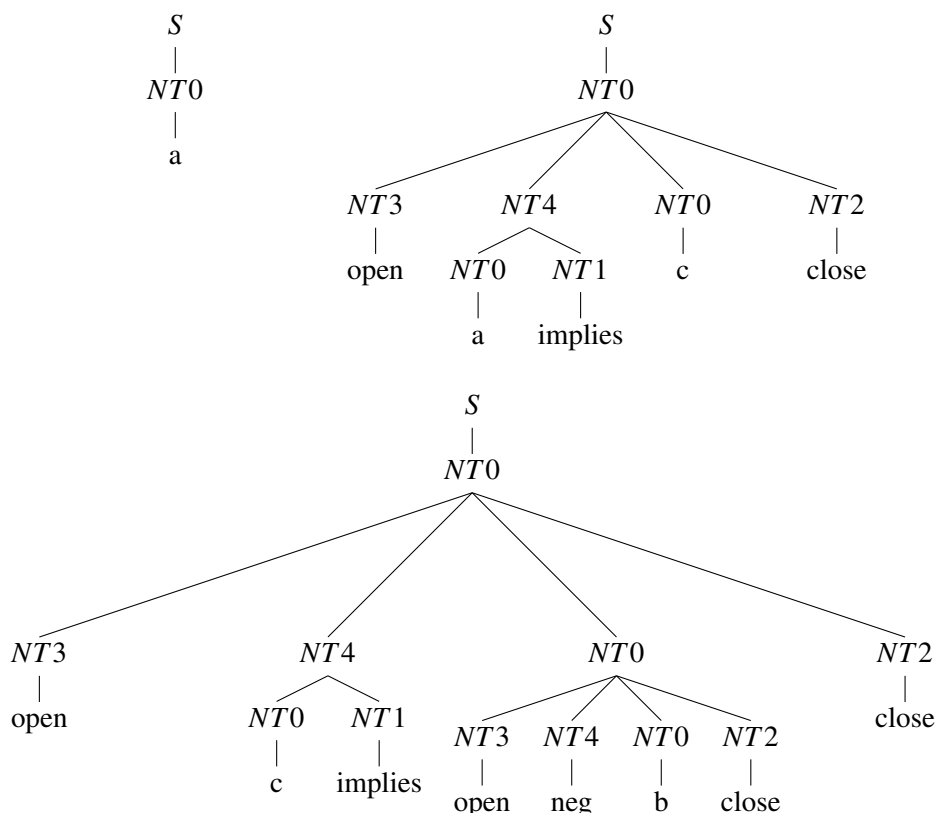 S S
NT0 NT0
a
NT3 NT4 NT0 NT2
open NT0 NT1 c close
a implies
S
NT0
NT3 NT4 NT0 NT2
open NT0 NT1 NT3 NT4 NT0 NT2 close
c implies open neg b close